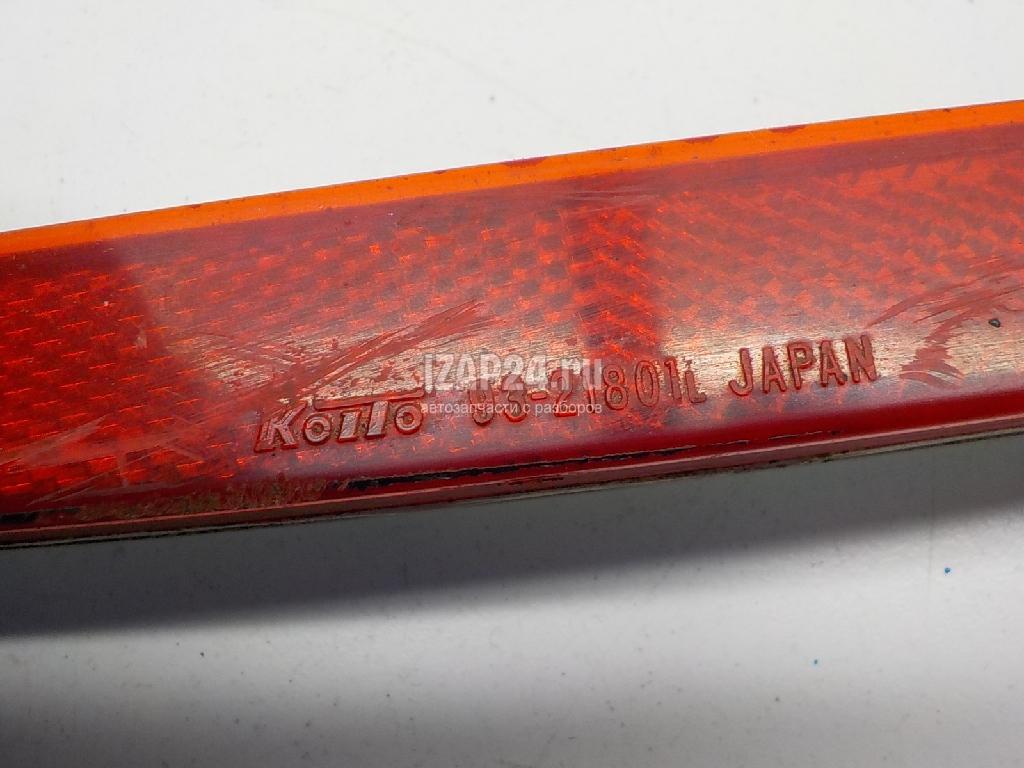 KOITO 03-21801L JAPAN
IZAP24.ru
автозапчасти с разборов